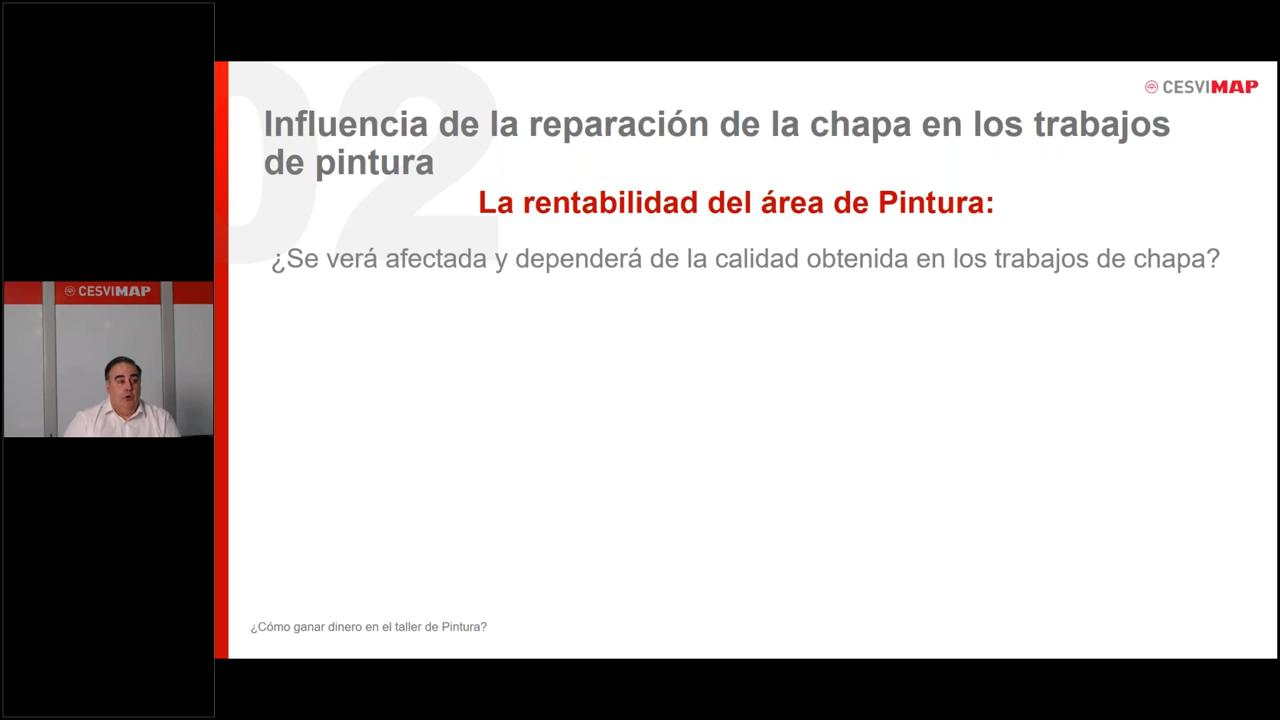 CESVIMAP
02
Influencia de la reparación de la chapa en los trabajos
de pintura
La rentabilidad del área de Pintura:
¿Se verá afectada y dependerá de la calidad obtenida en los trabajos de chapa?
CESVIMAP
¿Cómo ganar dinero en el taller de Pintura?